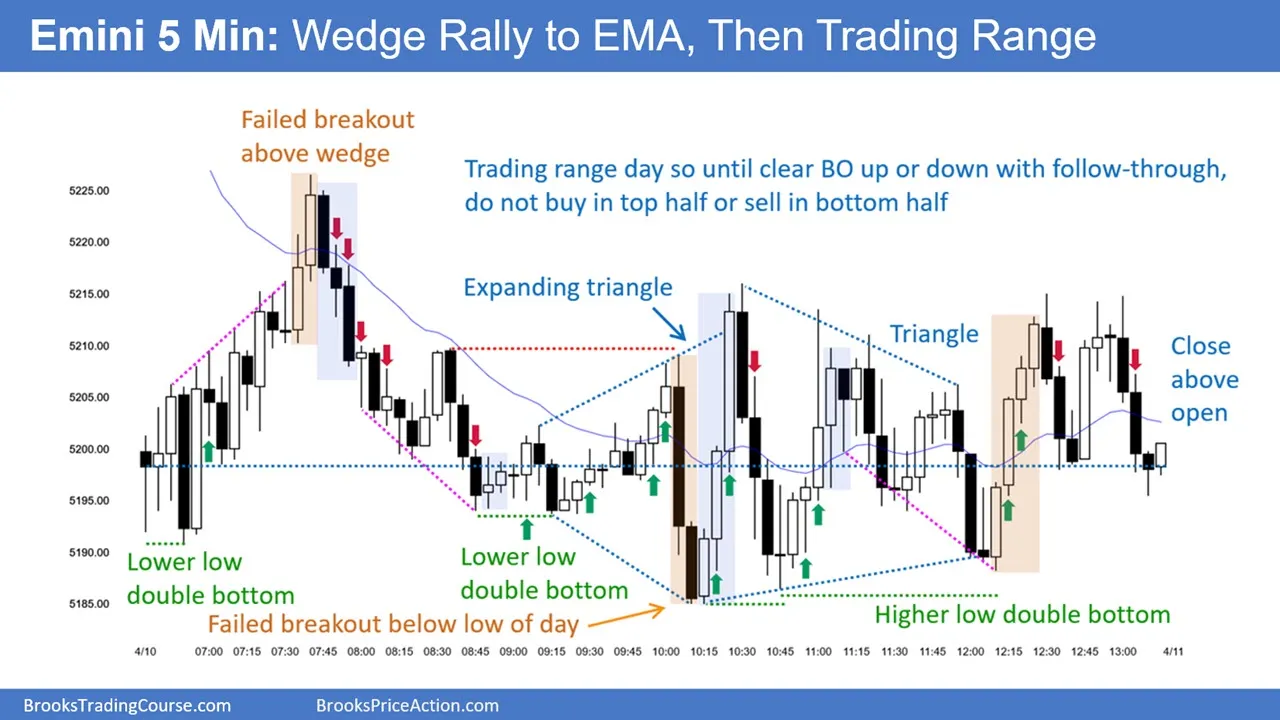 Emini 5 Min: Wedge Rally to EMA, Then Trading Range
Failed breakout
above wedge
Trading range day so until clear BO up or down with follow-through,
do not buy in top half or sell in bottom half
5225.00
5220.00
5215.00
5210.00
5205.00
5200.00
5195.00
5190.00
5185.00
Expanding triangle
Triangle
Close
above
open
Lower low
double bottom
Lower low
double bottom
Failed breakout below low of day
Higher low double bottom
4/10 07:00 07:15 07:30 07:45 08:00 08:15 08:30 08:45 09:00 09:15 09:30 09:45 10:00 10:15 10:30 10:45 11:00 11:15 11:30 11:45 12:00 12:15 12:30 12:45 13:00 4/11
BrooksTradingCourse.com BrooksPriceAction.com